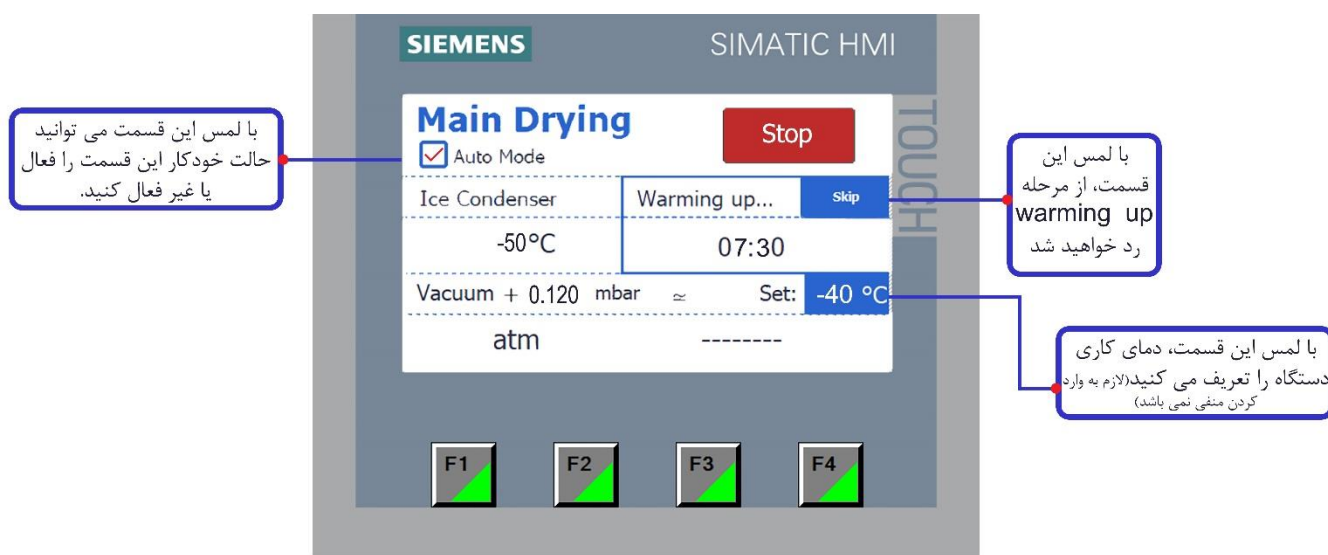 SIEMENS
SIMATIC HMI
TOUCH
Main Drying
Stop
Auto Mode
Ice Condenser
Warming up...
Skip
-50°C
07:30
Vacuum + 0.120 mbar ≃ Set: -40 °C
atm
--------
F1
F2
F3
F4
با لمس این قسمت می توانید
حالت خودکار این قسمت را فعال
یا غیر فعال کنید.
با لمس این
قسمت، از مرحله
warming up
رد خواهید شد
با لمس این قسمت، دمای کاری
دستگاه را تعریف می کنید(لازم به وارد
کردن منفی نمی باشد)